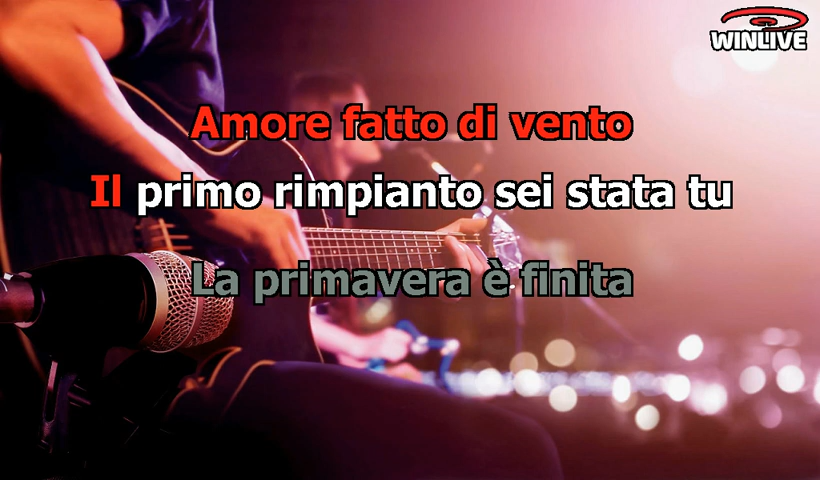 WINLIVE
Amore fatto di vento
Il primo rimpianto sei stata tu
La primavera è finita